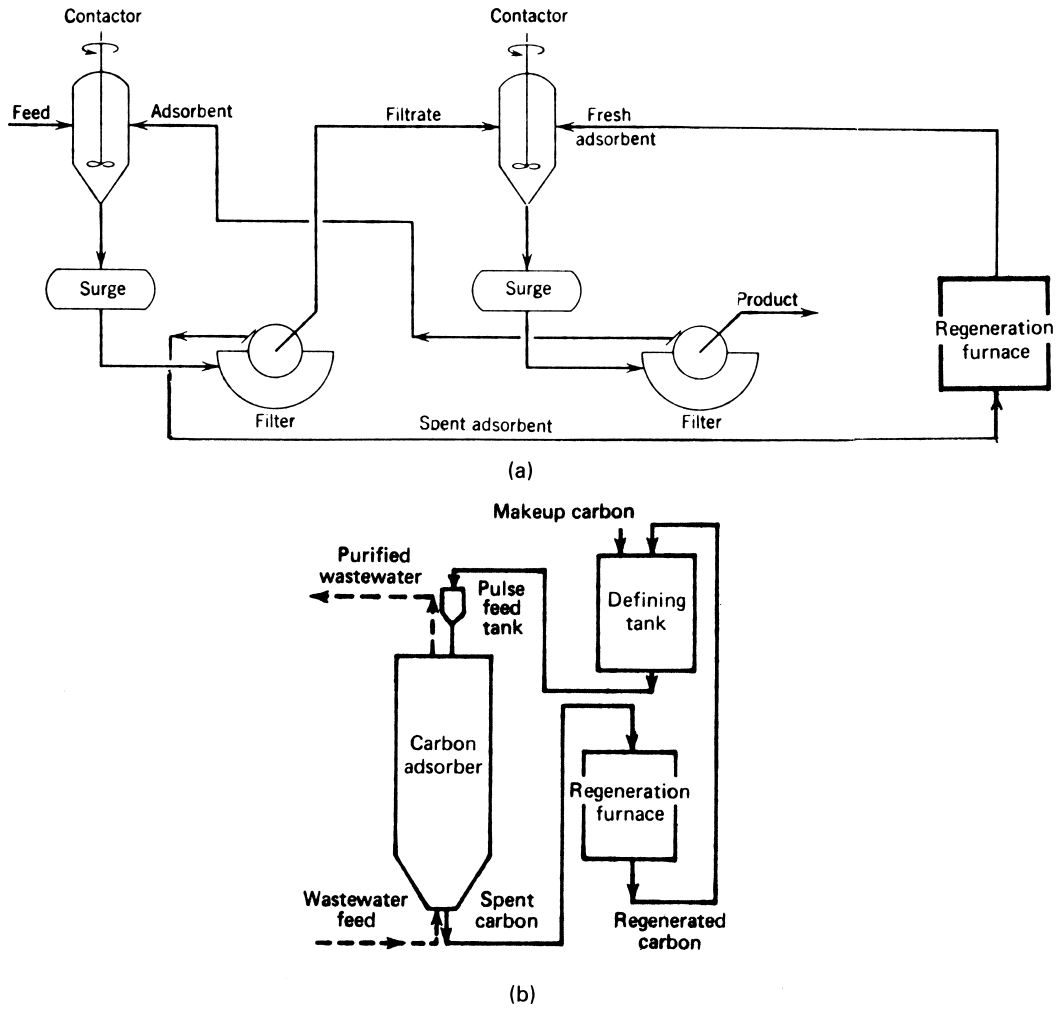 Contactor
Contactor
Feed
Adsorbent
Filtrate
Fresh
adsorbent
Surge
Surge
Product
Regeneration
furnace
Filter
Spent adsorbent
Filter
(a)
Makeup carbon
Purified
wastewater
Pulse
feed
tank
Defining
tank
Carbon
adsorber
Regeneration
furnace
Wastewater
feed
Spent
carbon
Regenerated
carbon
(b)